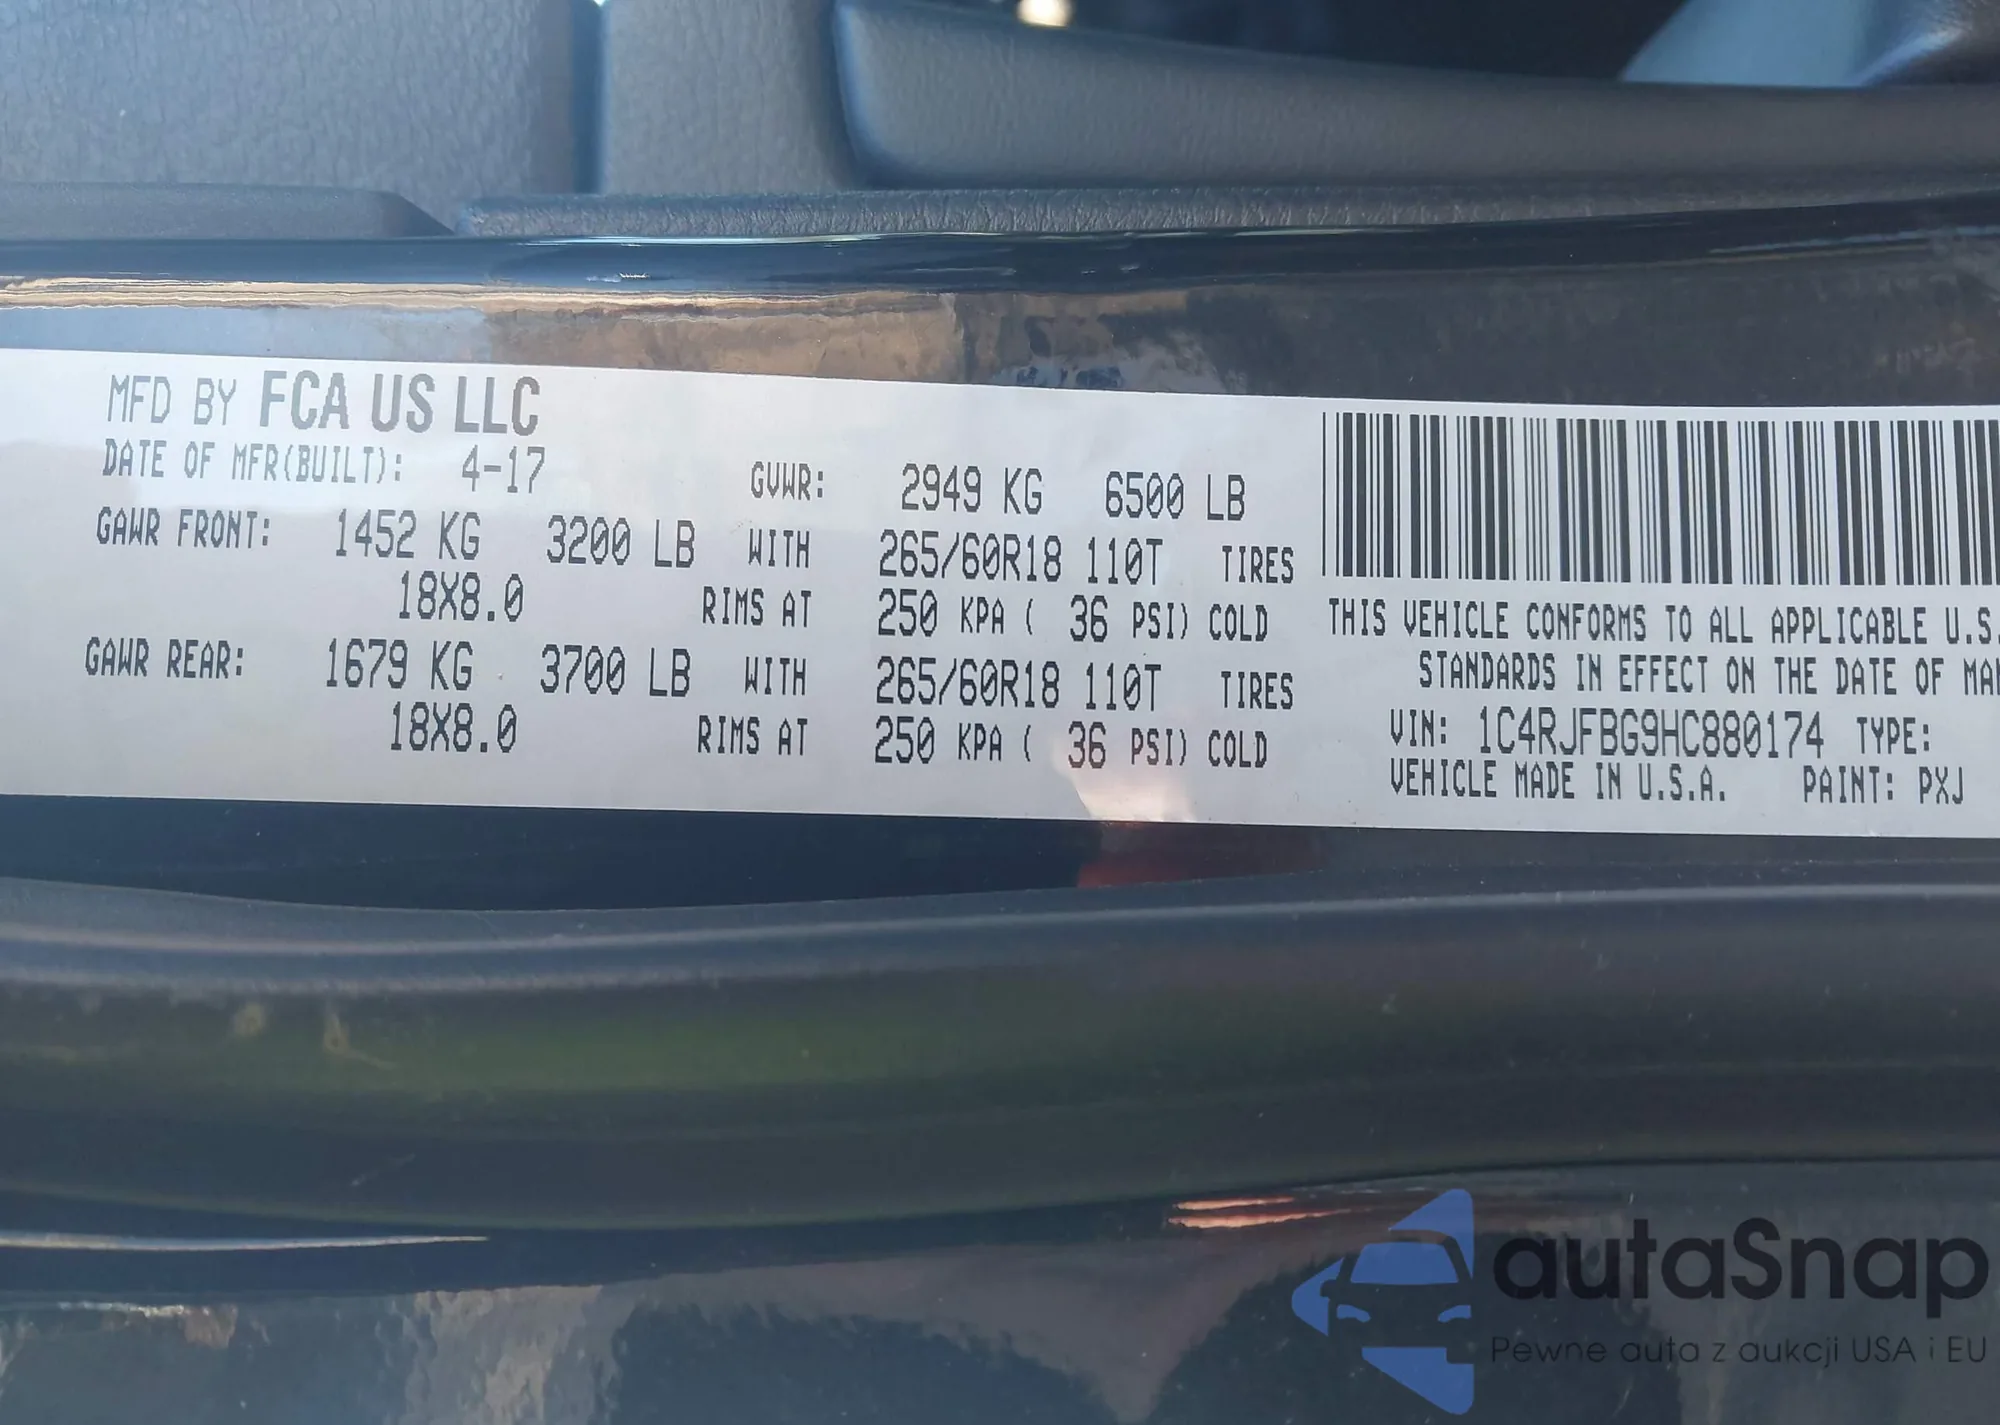 MFD BY FCA US LLC
DATE OF MFR(BUILT): 4-17 GVWR: 2949 KG 6500 LB
GAWR FRONT: 1452 KG 3200 LB WITH 265/60R18 110T TIRES
18X8.0 RIMS AT 250 KPA ( 36 PSI) COLD
GAWR REAR: 1679 KG 3700 LB WITH 265/60R18 110T TIRES
18X8.0 RIMS AT 250 KPA ( 36 PSI) COLD
THIS VEHICLE CONFORMS TO ALL APPLICABLE U.S.
STANDARDS IN EFFECT ON THE DATE OF MAN
VIN: 1C4RJFBG9HC880174 TYPE:
VEHICLE MADE IN U.S.A. PAINT: PXJ
autaSnap
Pewne auta z aukcji USA i EU